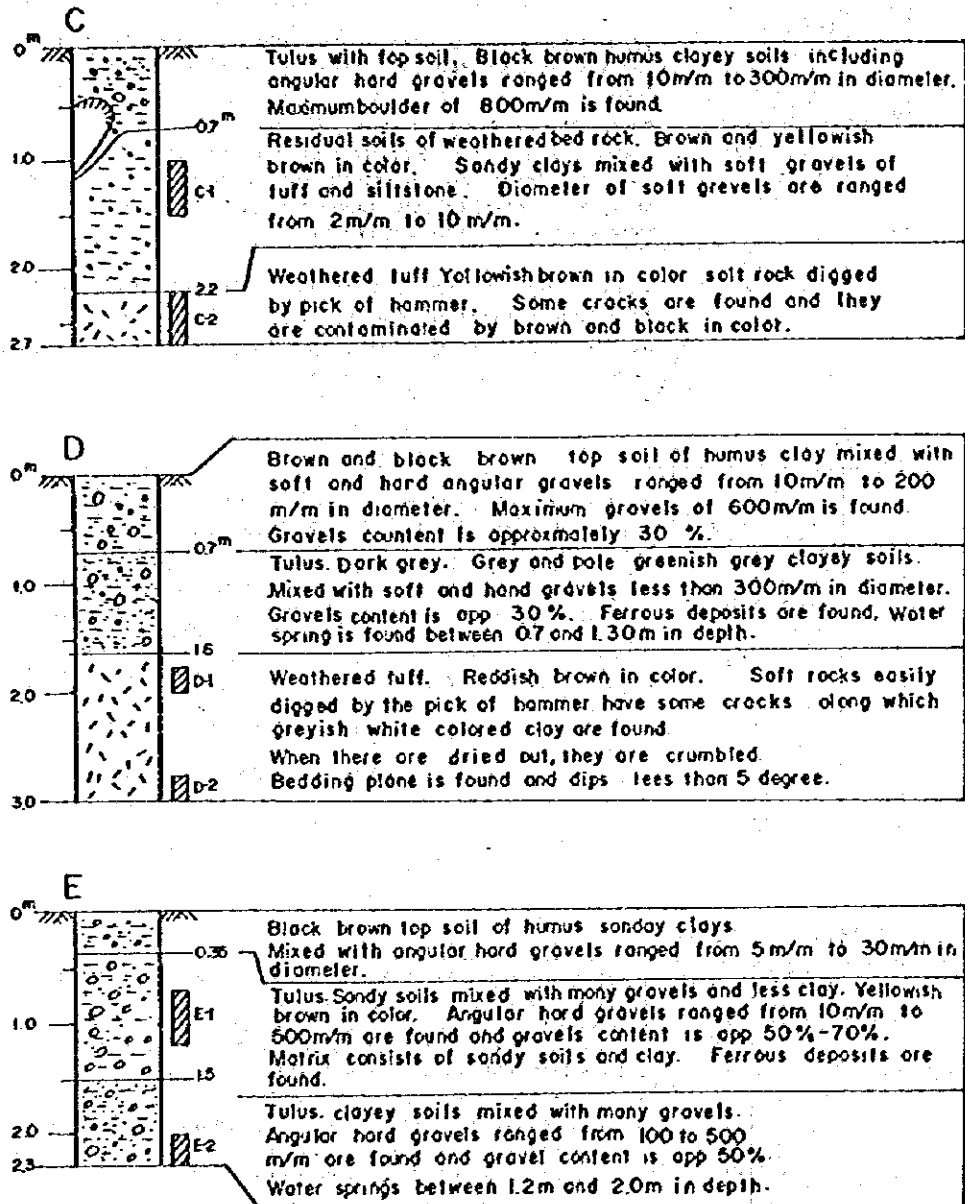 C
0 m
Tulus with top soil. Black brown humus clayey soils including
angular hard gravels ranged from 10m/m to 300m/m in diameter.
Maximumboulder of 800m/m is found.
0.7 m
Residual soils of weathered bed rock. Brown and yellowish
brown in color. Sandy clays mixed with soft gravels of
tuff and siltstone. Diameter of soft grevels are ranged
from 2m/m to 10 m/m.
1.0
C-1
2.0
2.2
Weathered tuff Yellowish brown in color soft rock digged
by pick of hammer. Some cracks are found and they
are contaminated by brown and black in color.
C-2
2.7
D
0 m
Brown and black brown top soil of humus clay mixed with
soft and hard angular gravels ranged from 10m/m to 200
m/m in diameter. Maximum gravels of 600m/m is found.
Gravels countent is approximately 30 %.
0.7 m
Tulus. Dark grey. Grey and pale greenish grey clayey soils.
Mixed with soft and hand gravels less than 300m/m in diameter.
Gravels content is app 30%. Ferrous deposits are found. Water
spring is found between 0.7 and 1.30m in depth.
1.0
1.6
D-1
Weathered tuff. Reddish brown in color. Soft rocks easily
digged by the pick of hammer have some cracks along which
greyish white colored clay are found.
When there are dried out, they are crumbled.
Bedding plane is found and dips lees than 5 degree.
2.0
D-2
3.0
E
0 m
Black brown top soil of humus sanday clays.
Mixed with angular hard gravels ranged from 5 m/m to 30m/m in
diameter.
0.35
Tulus. Sandy soils mixed with many gravels and less clay. Yellowish
brown in color. Angular hard gravels ranged from 10m/m to
500m/m are found and gravels content is app 50%-70%.
Matrix consists of sandy soils and clay. Ferrous deposits are
found.
E-1
1.0
1.5
Tulus. clayey soils mixed with many gravels.
Angular hard gravels ranged from 100 to 500
m/m are found and gravel content is app 50%.
Water springs between 1.2m and 2.0m in depth.
2.0
E-2
2.3